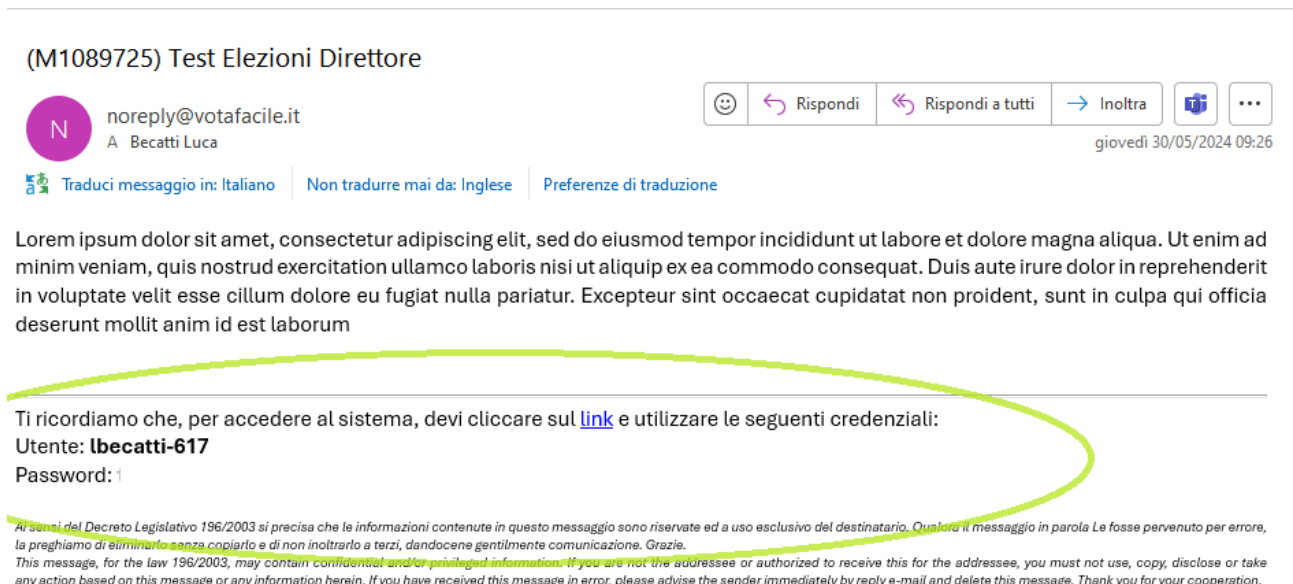 (M1089725) Test Elezioni Direttore
N
noreply@votafacile.it
A Becatti Luca
Rispondi
Rispondi a tutti
Inoltra
giovedì 30/05/2024 09:26
Traduci messaggio in: Italiano
Non tradurre mai da: Inglese
Preferenze di traduzione
Lorem ipsum dolor sit amet, consectetur adipiscing elit, sed do eiusmod tempor incididunt ut labore et dolore magna aliqua. Ut enim ad
minim veniam, quis nostrud exercitation ullamco laboris nisi ut aliquip ex ea commodo consequat. Duis aute irure dolor in reprehenderit
in voluptate velit esse cillum dolore eu fugiat nulla pariatur. Excepteur sint occaecat cupidatat non proident, sunt in culpa qui officia
deserunt mollit anim id est laborum
Ti ricordiamo che, per accedere al sistema, devi cliccare sul link e utilizzare le seguenti credenziali:
Utente: lbecatti-617
Password:
Ai sensi del Decreto Legislativo 196/2003 si precisa che le informazioni contenute in questo messaggio sono riservate ed a uso esclusivo del destinatario. Qualora il messaggio in parola Le fosse pervenuto per errore,
la preghiamo di eliminarlo senza copiarlo e di non inoltrarlo a terzi, dandocene gentilmente comunicazione. Grazie.
This message, for the law 196/2003, may contain confidential and/or privileged information. If you are not the addressee or authorized to receive this for the addressee, you must not use, copy, disclose or take
any action based on this message or any information herein. If you have received this message in error, please advise the sender immediately by reply e-mail and delete this message. Thank you for your cooperation.